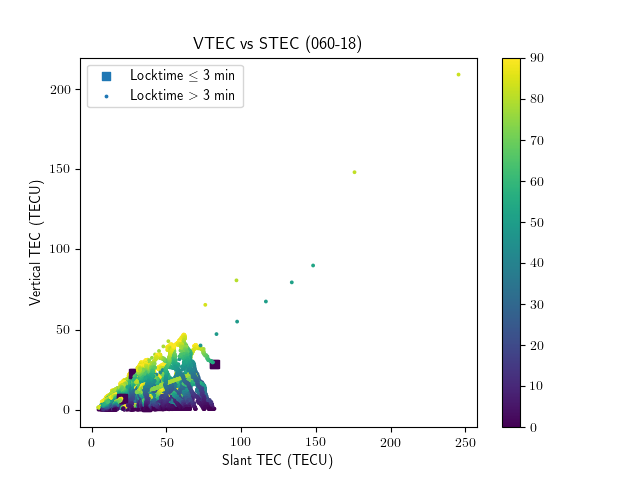 VTEC vs STEC (060-18)
Locktime ≤ 3 min
Locktime > 3 min
200
150
100
50
0
Vertical TEC (TECU)
0 50 100 150 200 250
Slant TEC (TECU)
90
80
70
60
50
40
30
20
10
0